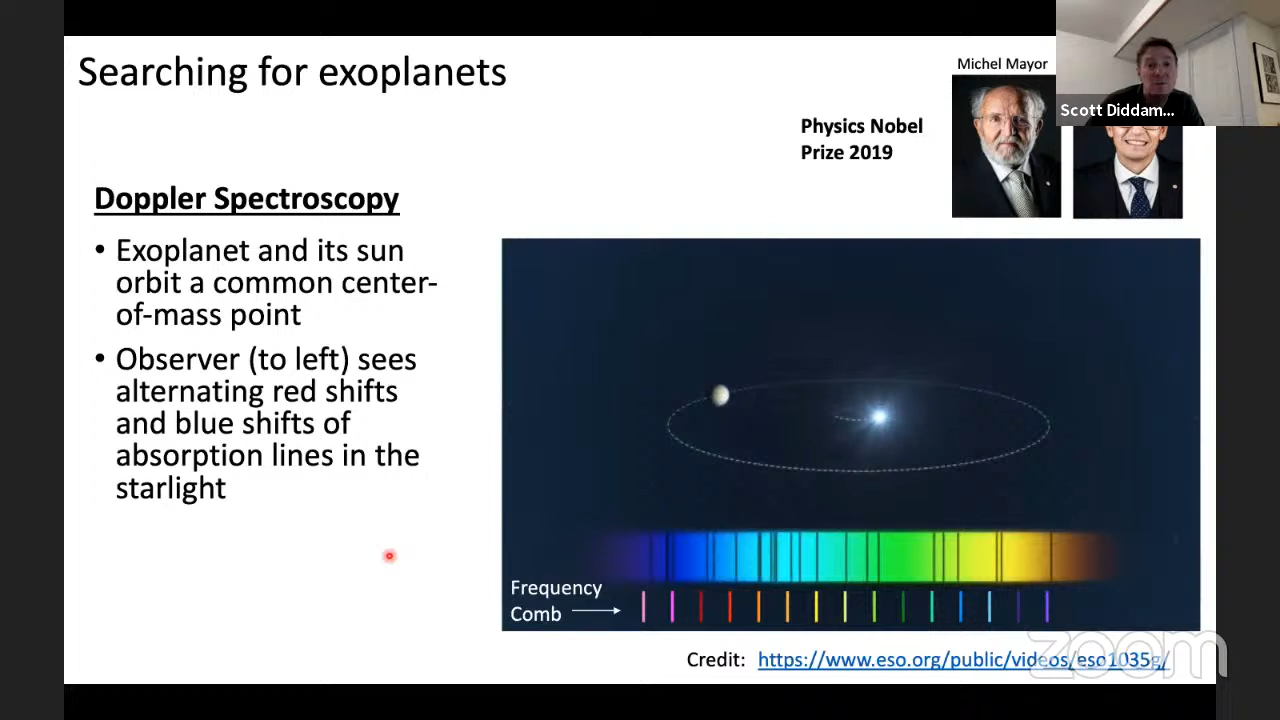 Searching for exoplanets
Michel Mayor
Scott Diddam...
Physics Nobel
Prize 2019
Doppler Spectroscopy
• Exoplanet and its sun
orbit a common center-
of-mass point
• Observer (to left) sees
alternating red shifts
and blue shifts of
absorption lines in the
starlight
Frequency
Comb
Credit: https://www.eso.org/public/videos/eso1035g/
zoom